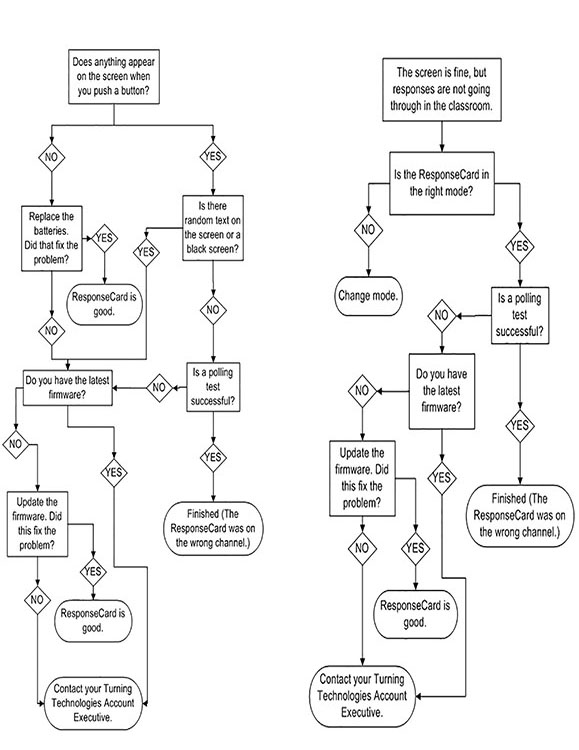 Does anything appear
on the screen when
you push a button?
NO
YES
Replace the
batteries.
Did that fix the
problem?
YES
ResponseCard is
good.
NO
Is there
random text on
the screen or a
black screen?
YES
NO
Do you have the latest
firmware?
NO
Is a polling
test
successful?
NO
YES
YES
Finished (The
ResponseCard was on
the wrong channel.)
Update the
firmware. Did
this fix the
problem?
YES
NO
ResponseCard is
good.
Contact your Turning
Technologies Account
Executive.
The screen is fine, but
responses are not going
through in the classroom.
Is the ResponseCard in
the right mode?
NO
YES
Change mode.
Is a polling
test
successful?
NO
Do you have
the latest
firmware?
NO
YES
YES
Update the
firmware. Did this
fix the problem?
Finished (The
ResponseCard was on
the wrong channel.)
NO
YES
ResponseCard is
good.
Contact your Turning
Technologies Account
Executive.